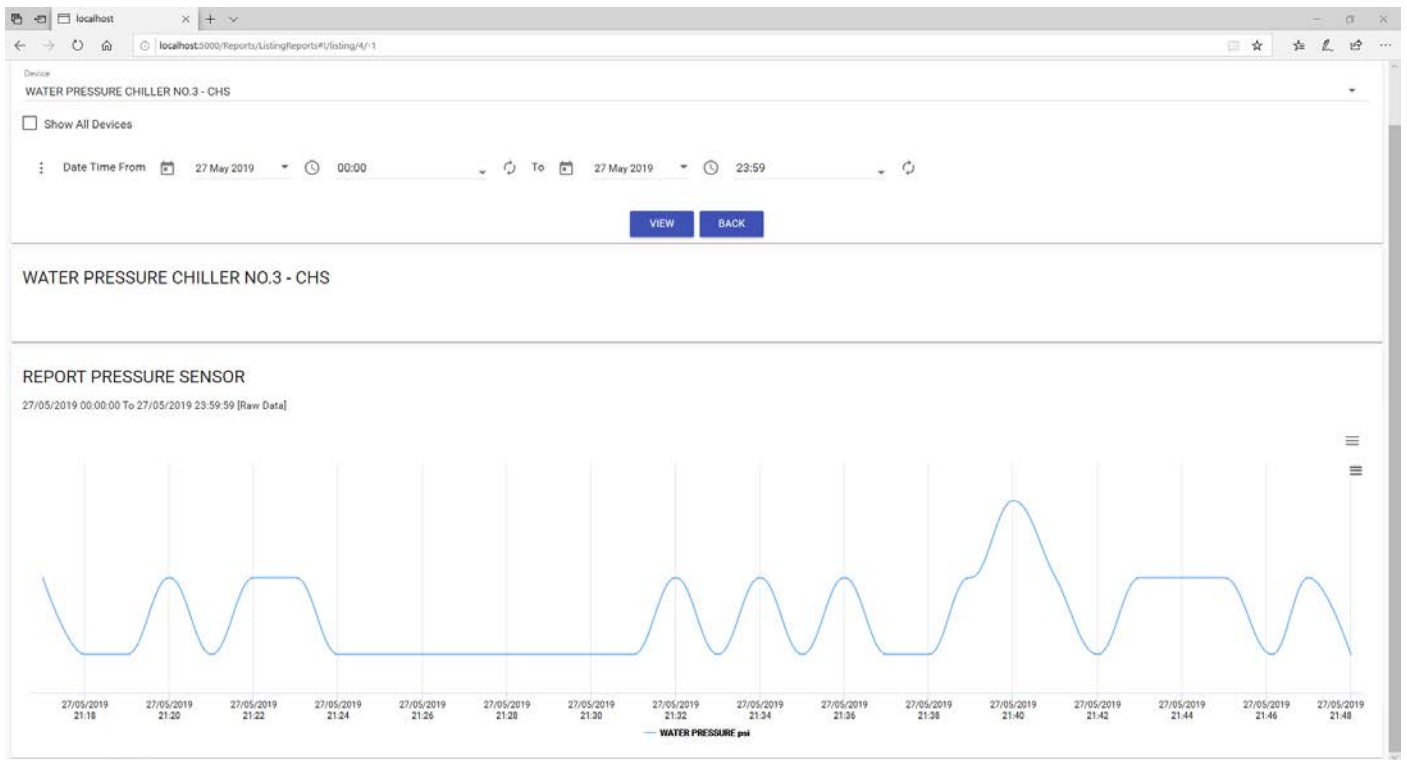 localhost
localhost:5000/Reports/ListingReports#!/listing/4/-1
Device
WATER PRESSURE CHILLER NO.3 - CHS
Show All Devices
Date Time From 27 May 2019 00:00 To 27 May 2019 23:59
VIEW BACK
WATER PRESSURE CHILLER NO.3 - CHS
REPORT PRESSURE SENSOR
27/05/2019 00:00:00 To 27/05/2019 23:59:59 [Raw Data]
27/05/2019 27/05/2019 27/05/2019 27/05/2019 27/05/2019 27/05/2019 27/05/2019 27/05/2019 27/05/2019 27/05/2019 27/05/2019 27/05/2019 27/05/2019 27/05/2019 27/05/2019 27/05/2019
21:18 21:20 21:22 21:24 21:26 21:28 21:30 21:32 21:34 21:36 21:38 21:40 21:42 21:44 21:46 21:48
WATER PRESSURE psi